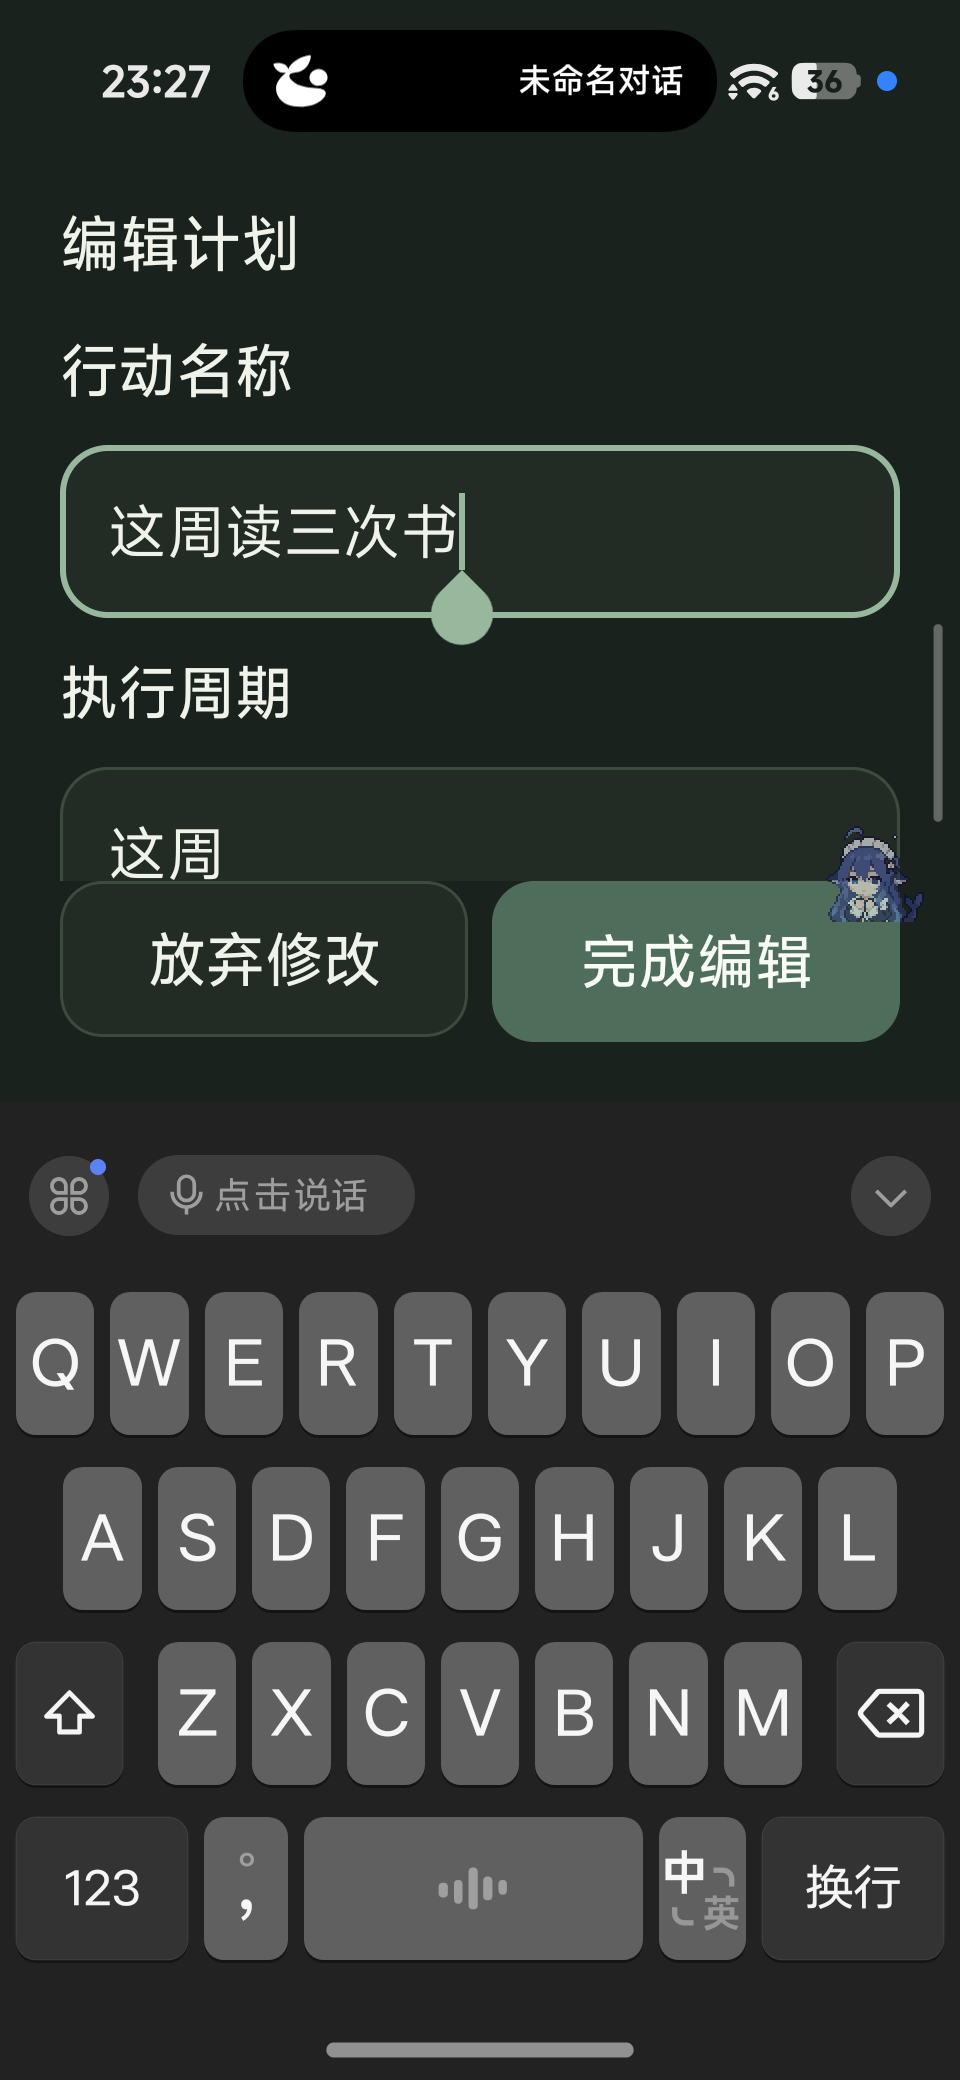 23:27 未命名对话 6 36
编辑计划
行动名称
这周读三次书
执行周期
这周
放弃修改 完成编辑
点击说话
Q W E R T Y U I O P
A S D F G H J K L
Z X C V B N M
123 。 ， 中 英 换行